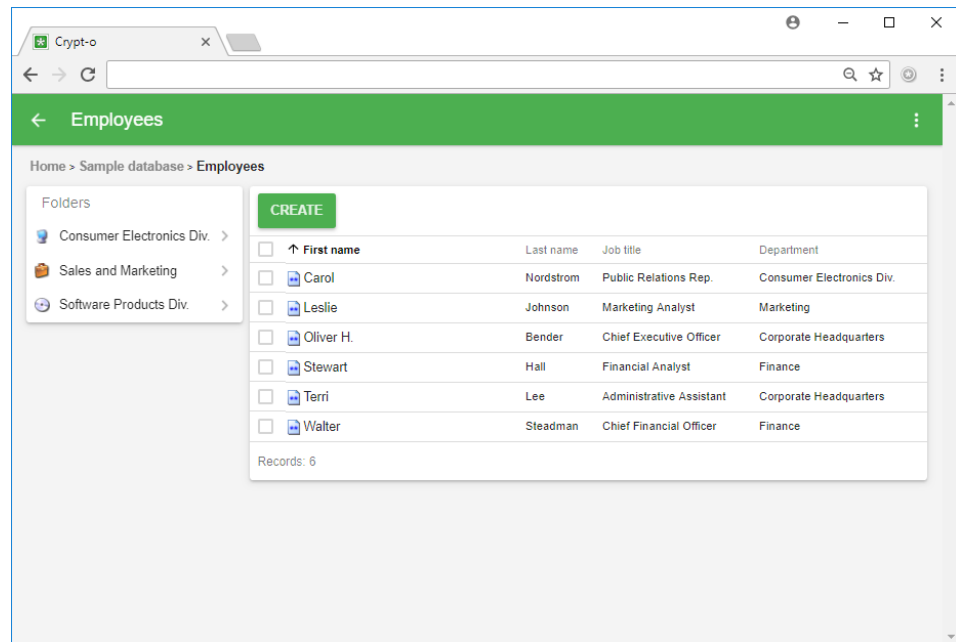 Crypt-o
Employees
Home > Sample database > Employees
Folders
Consumer Electronics Div.
Sales and Marketing
Software Products Div.
CREATE
First name Last name Job title Department
Carol Nordstrom Public Relations Rep. Consumer Electronics Div.
Leslie Johnson Marketing Analyst Marketing
Oliver H. Bender Chief Executive Officer Corporate Headquarters
Stewart Hall Financial Analyst Finance
Terri Lee Administrative Assistant Corporate Headquarters
Walter Steadman Chief Financial Officer Finance
Records: 6